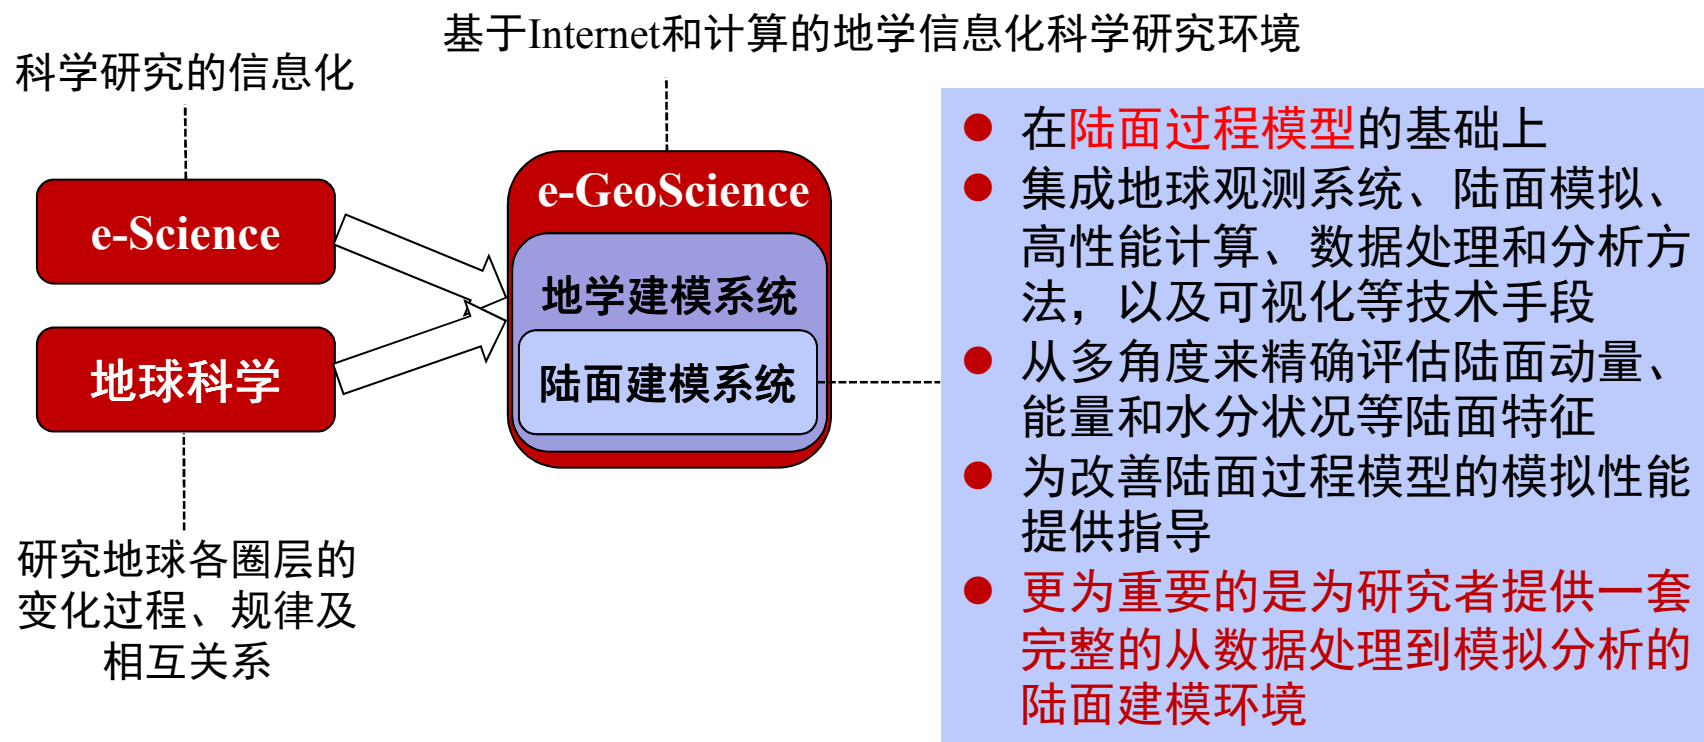 基于Internet和计算的地学信息化科学研究环境
科学研究的信息化
e-Science
地球科学
研究地球各圈层的
变化过程、规律及
相互关系
e-GeoScience
地学建模系统
陆面建模系统
● 在陆面过程模型的基础上
● 集成地球观测系统、陆面模拟、
高性能计算、数据处理和分析方
法，以及可视化等技术手段
● 从多角度来精确评估陆面动量、
能量和水分状况等陆面特征
● 为改善陆面过程模型的模拟性能
提供指导
● 更为重要的是为研究者提供一套
完整的从数据处理到模拟分析的
陆面建模环境